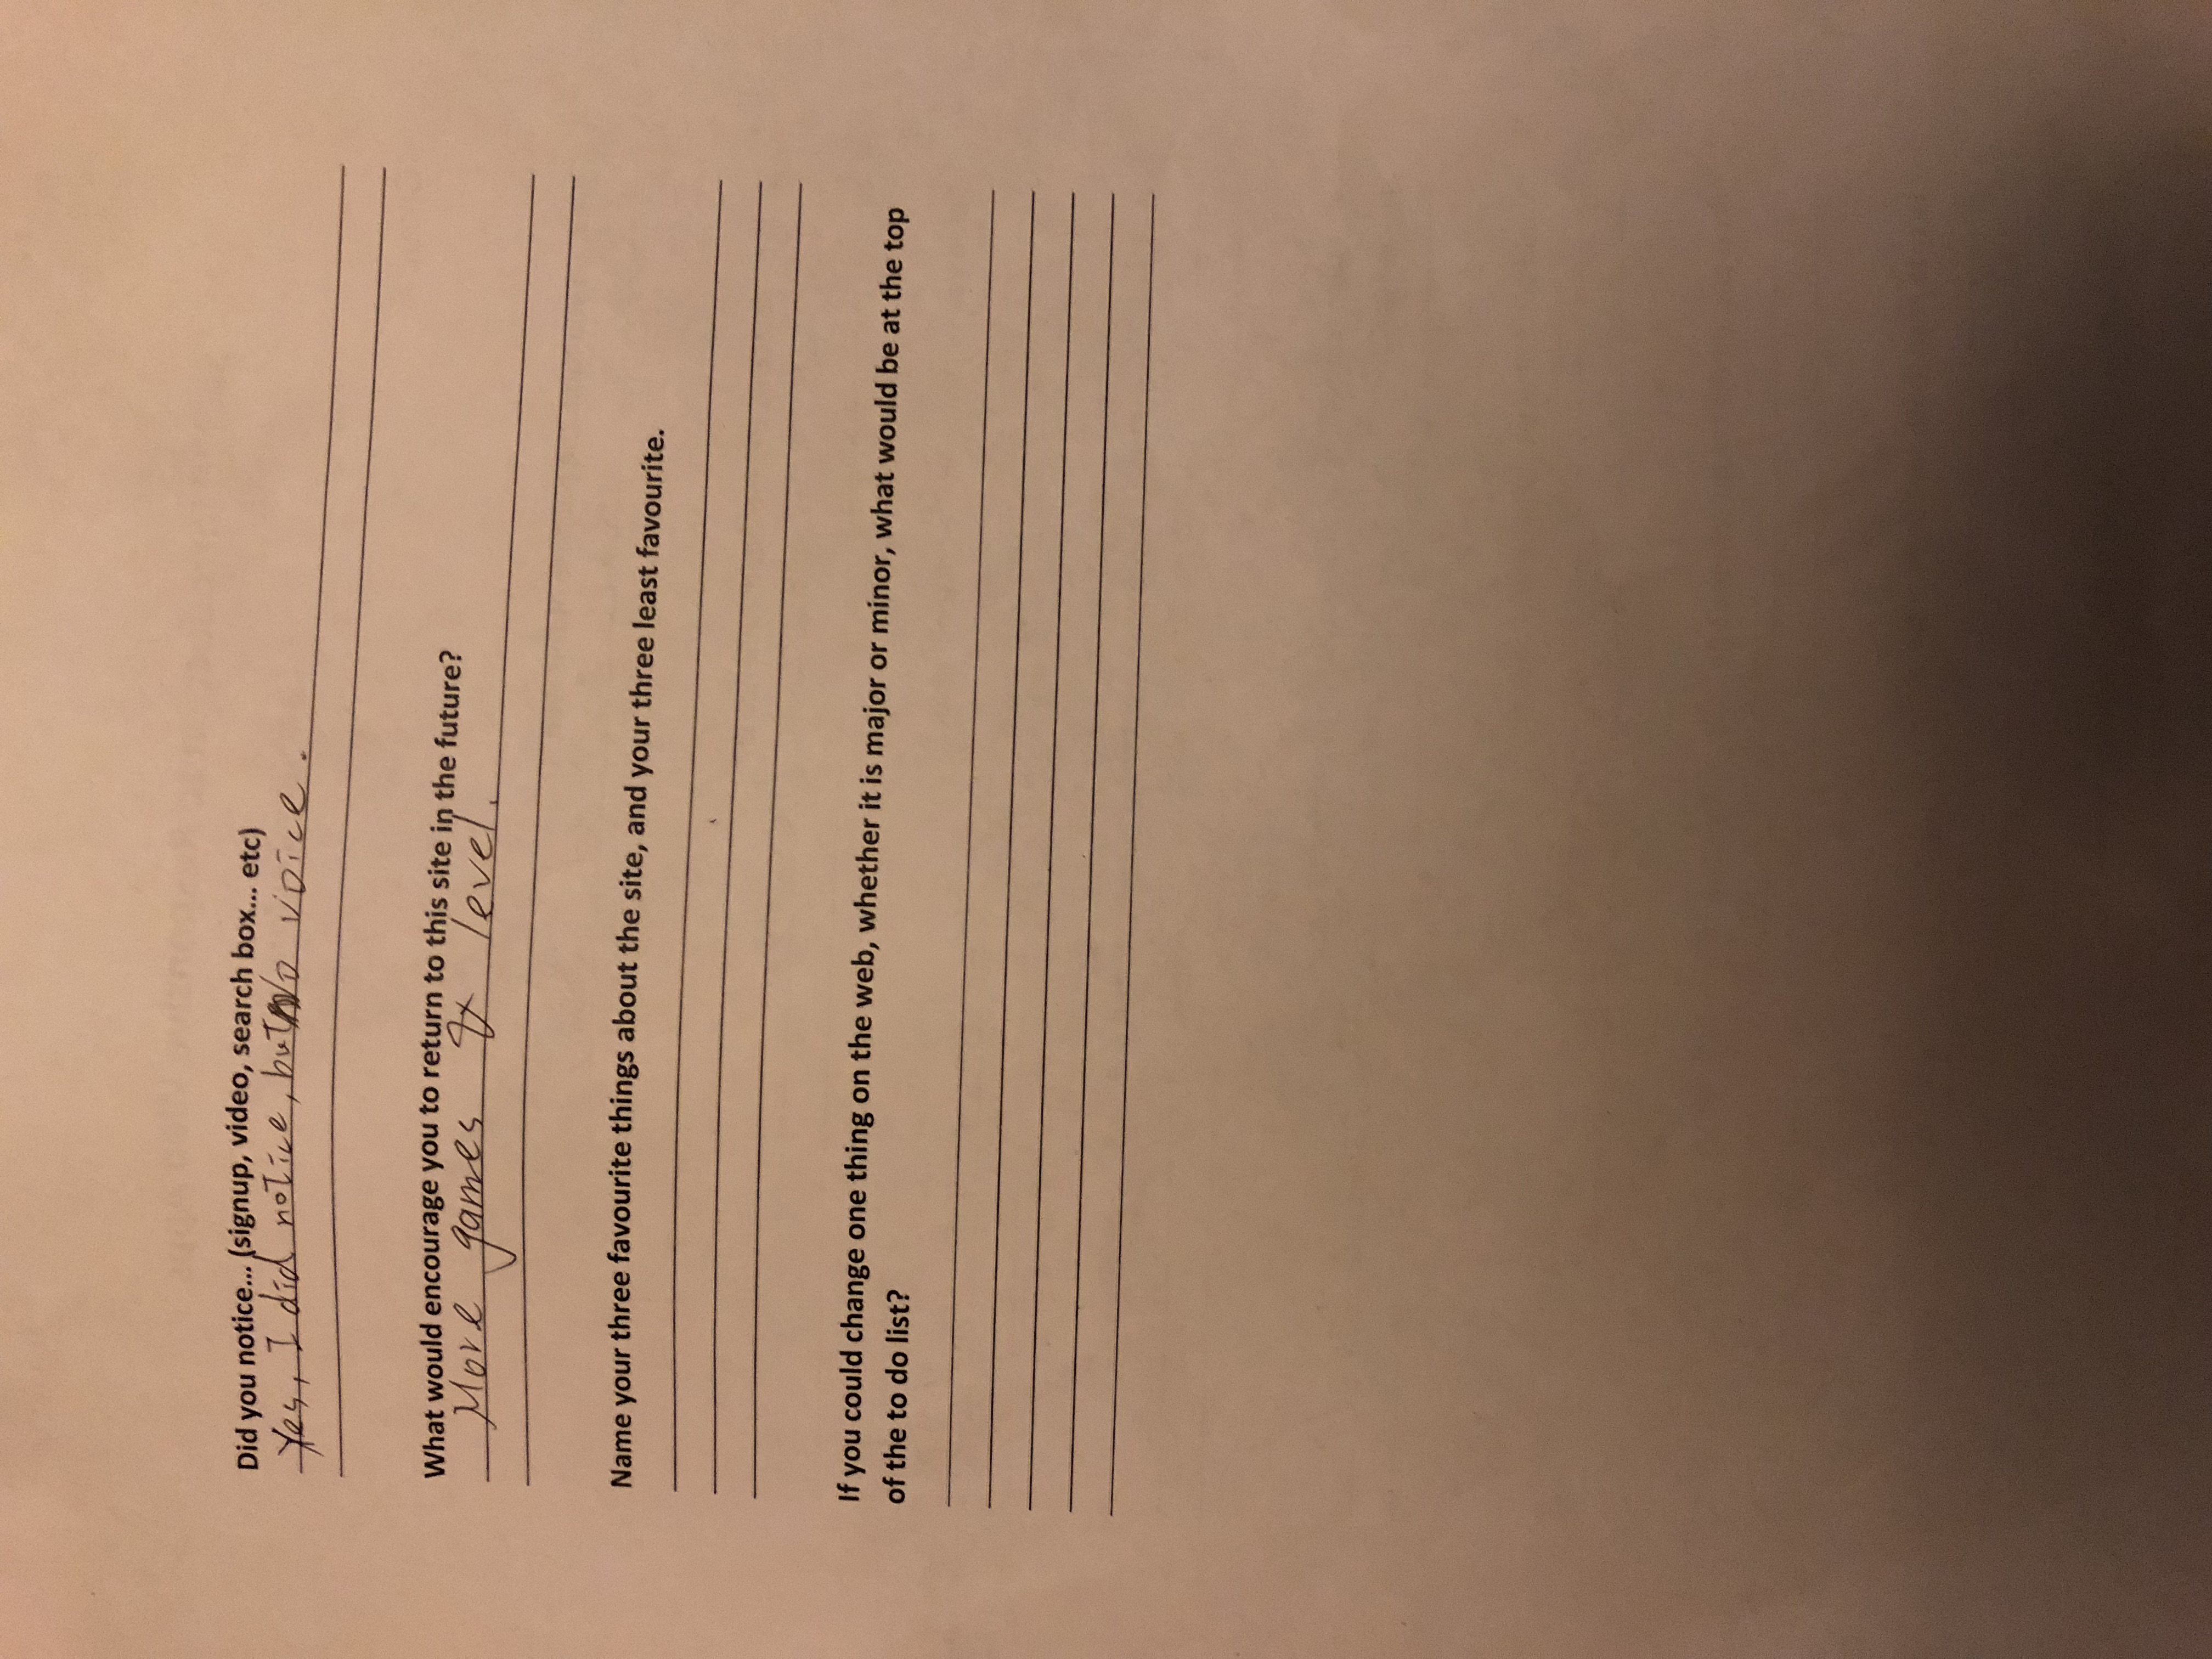 Did you notice... (signup, video, search box... etc)
Yes, I did notice, but No voice.
What would encourage you to return to this site in the future?
More games & level.
Name your three favourite things about the site, and your three least favourite.
If you could change one thing on the web, whether it is major or minor, what would be at the top
of the to do list?